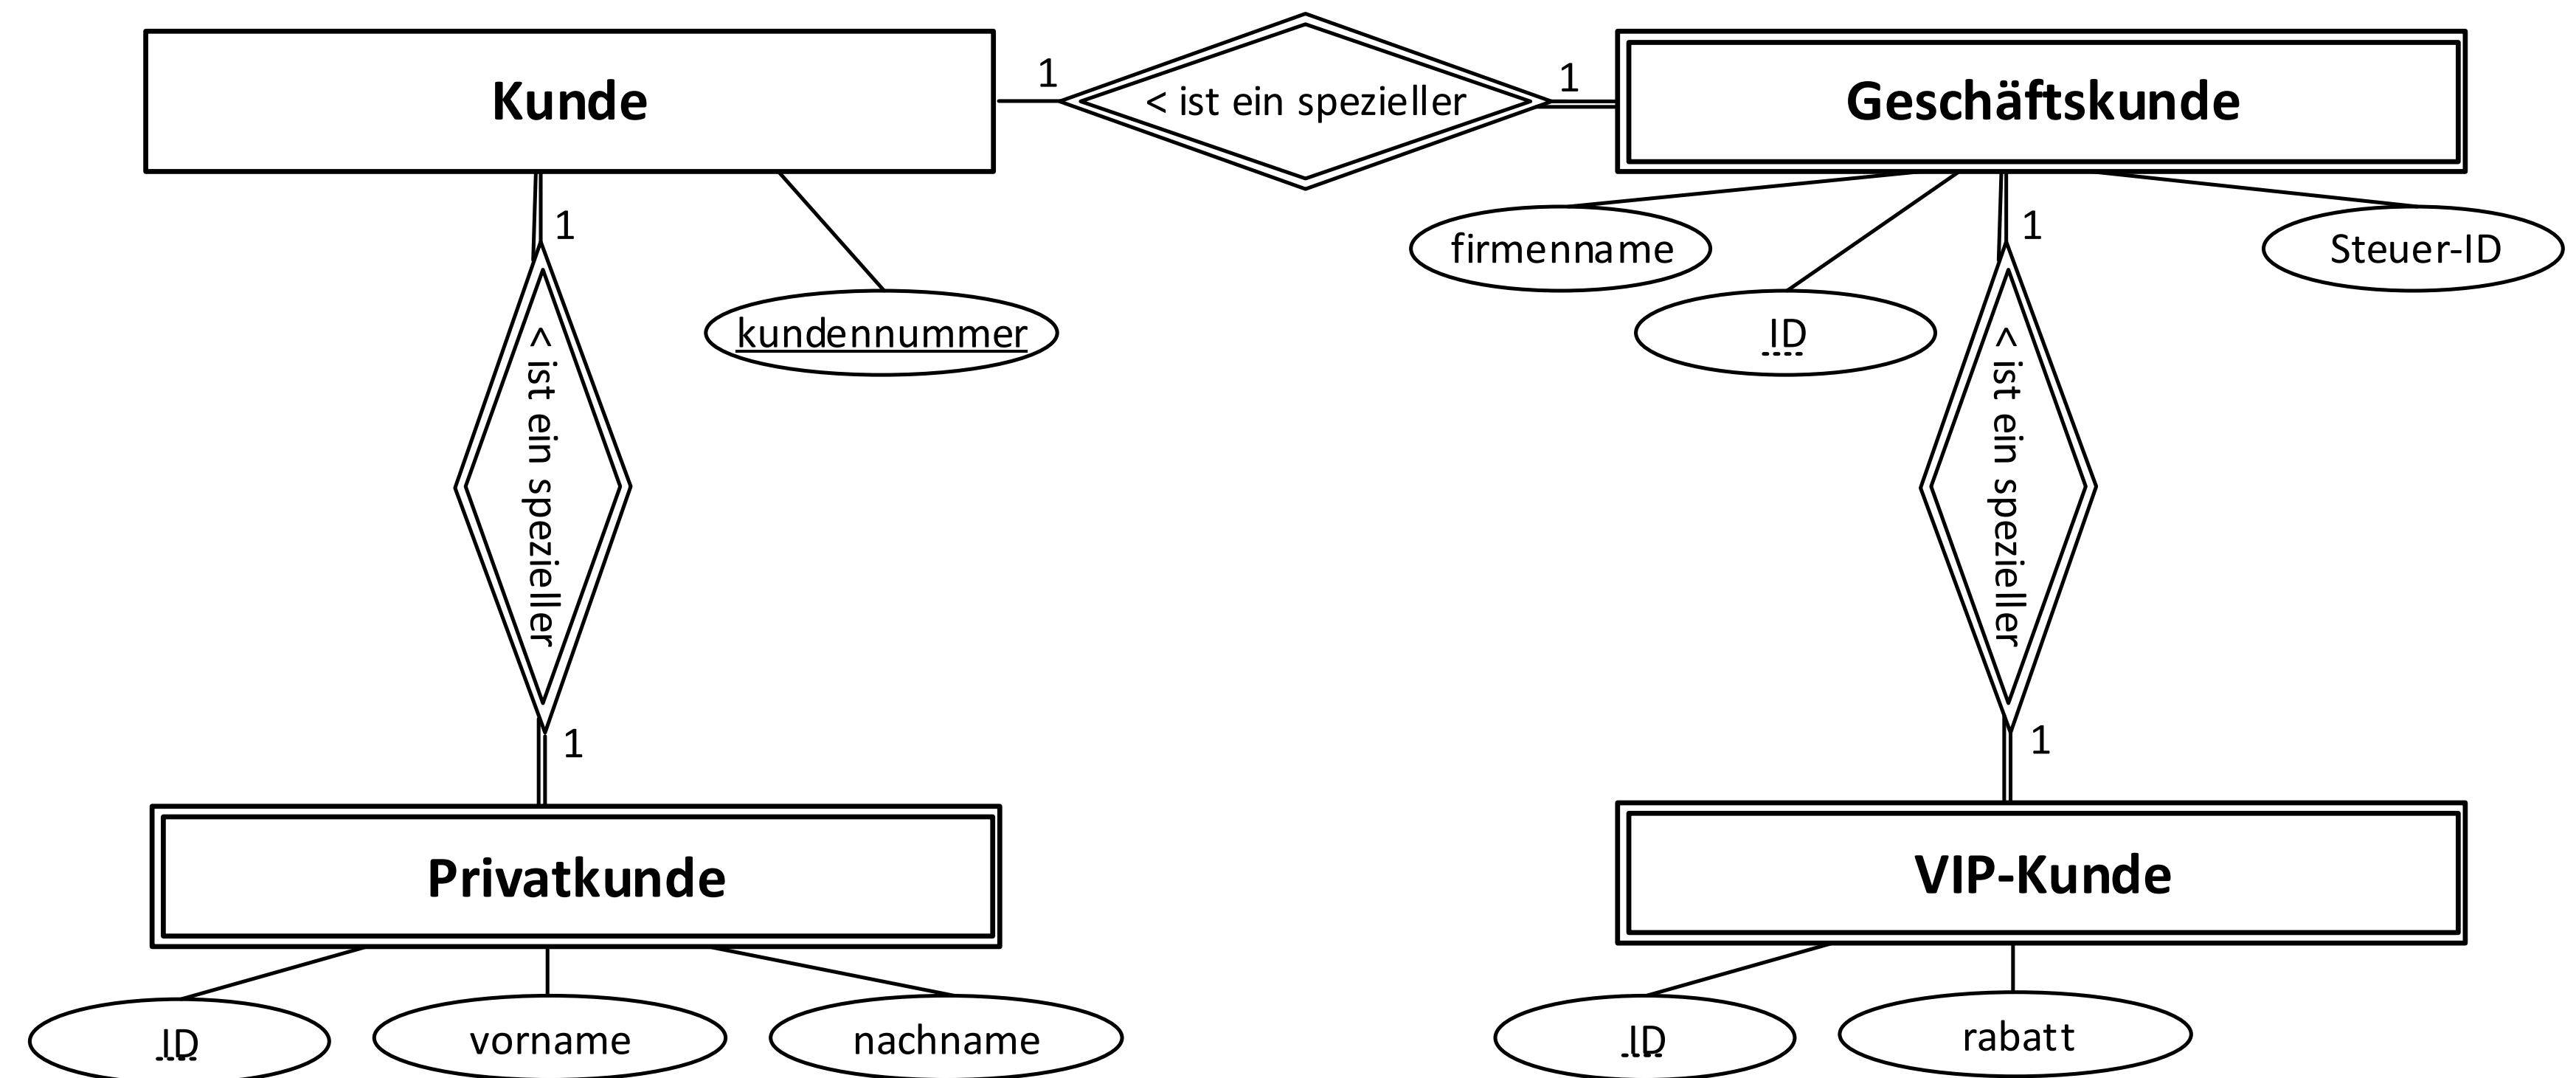 Kunde
1
< ist ein spezieller
1
Geschäftskunde
1
kundennummer
< ist ein spezieller
1
firmenname
ID
1
Steuer-ID
< ist ein spezieller
1
Privatkunde
VIP-Kunde
ID
vorname
nachname
ID
rabatt